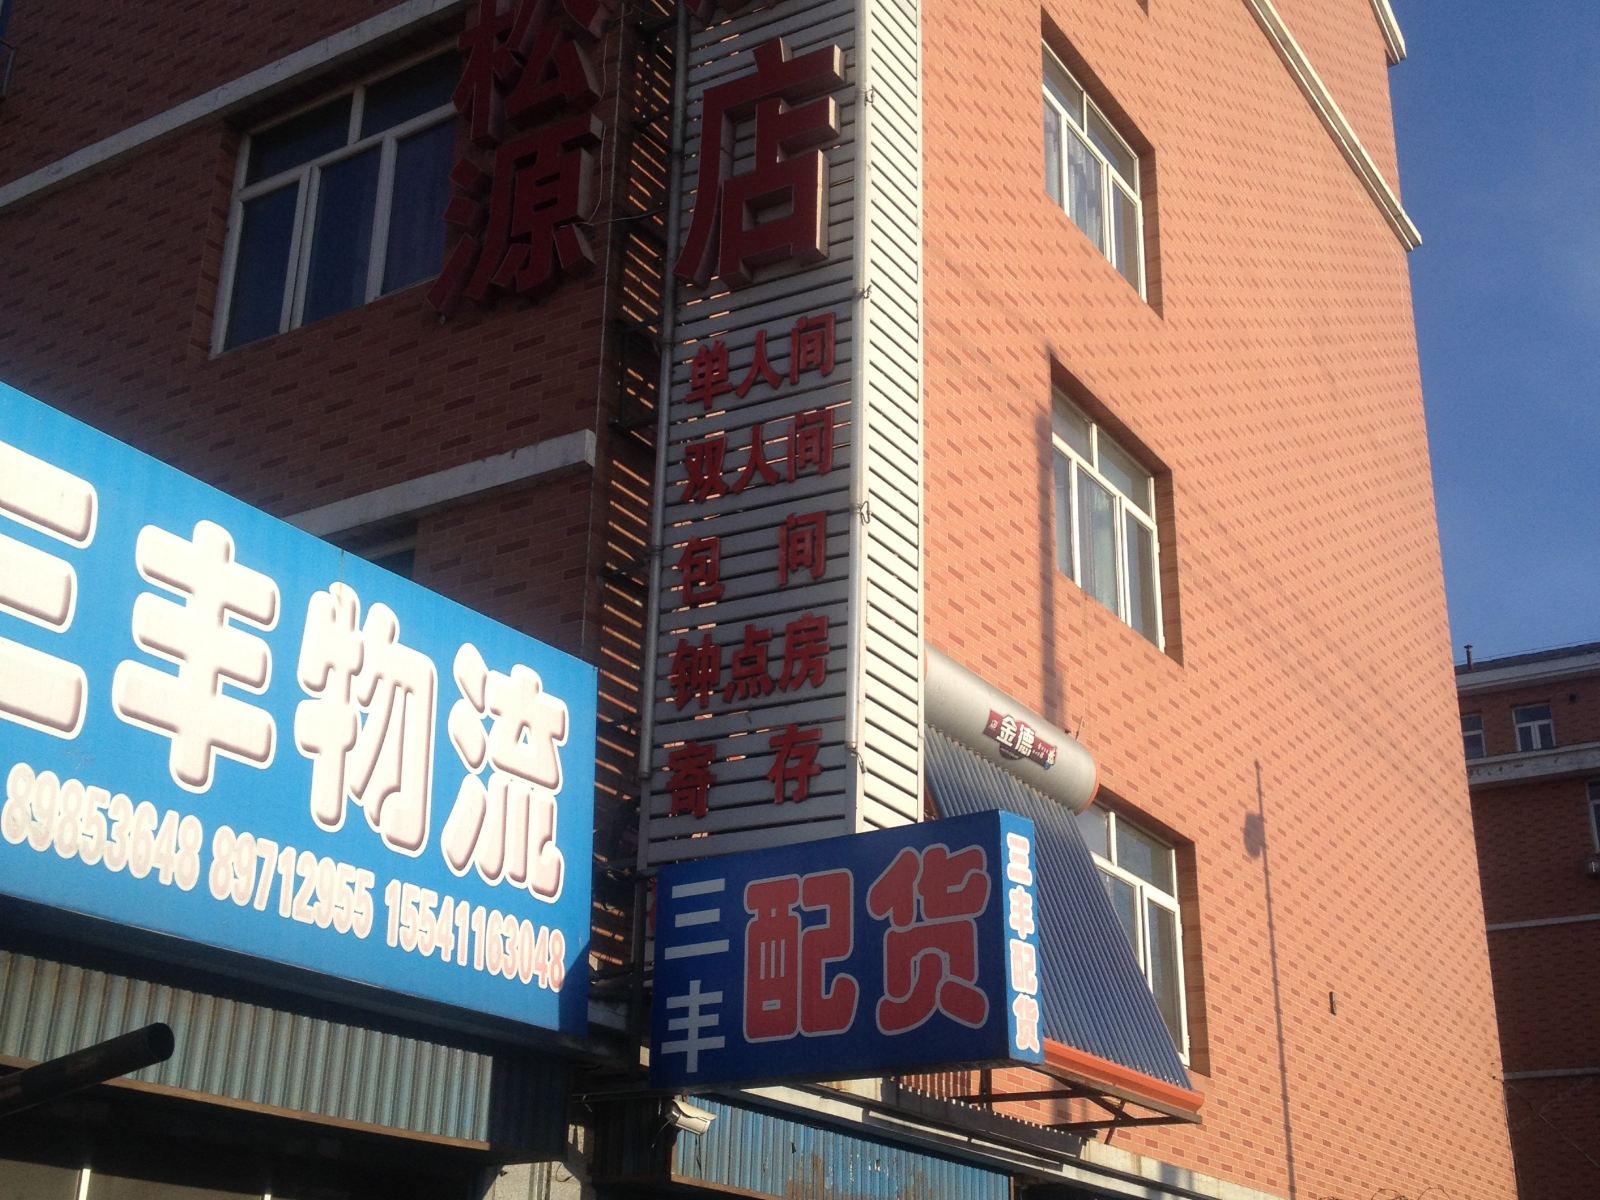 松源
店
单人间
双人间
包间
钟点房
寄存
三丰物流
89853648 89712955 15541163048
三丰
配货
三丰配货
金德